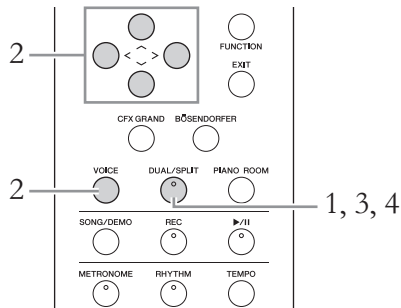 2
FUNCTION
EXIT
CFX GRAND BÖSENDORFER
2
VOICE DUAL/SPLIT PIANO ROOM
1, 3, 4
SONG/DEMO REC ▶/II
METRONOME RHYTHM TEMPO